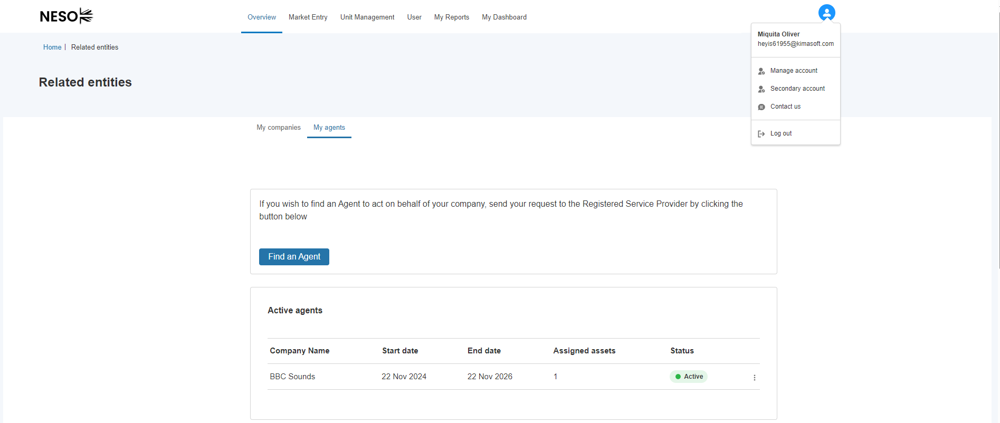 NESO
Overview Market Entry Unit Management User My Reports My Dashboard
Miquita Oliver
heyis61955@kimasoft.com
Manage account
Secondary account
Contact us
Log out
Home | Related entities
Related entities
My companies My agents
If you wish to find an Agent to act on behalf of your company, send your request to the Registered Service Provider by clicking the
button below
Find an Agent
Active agents
Company Name Start date End date Assigned assets Status
BBC Sounds 22 Nov 2024 22 Nov 2026 1 Active